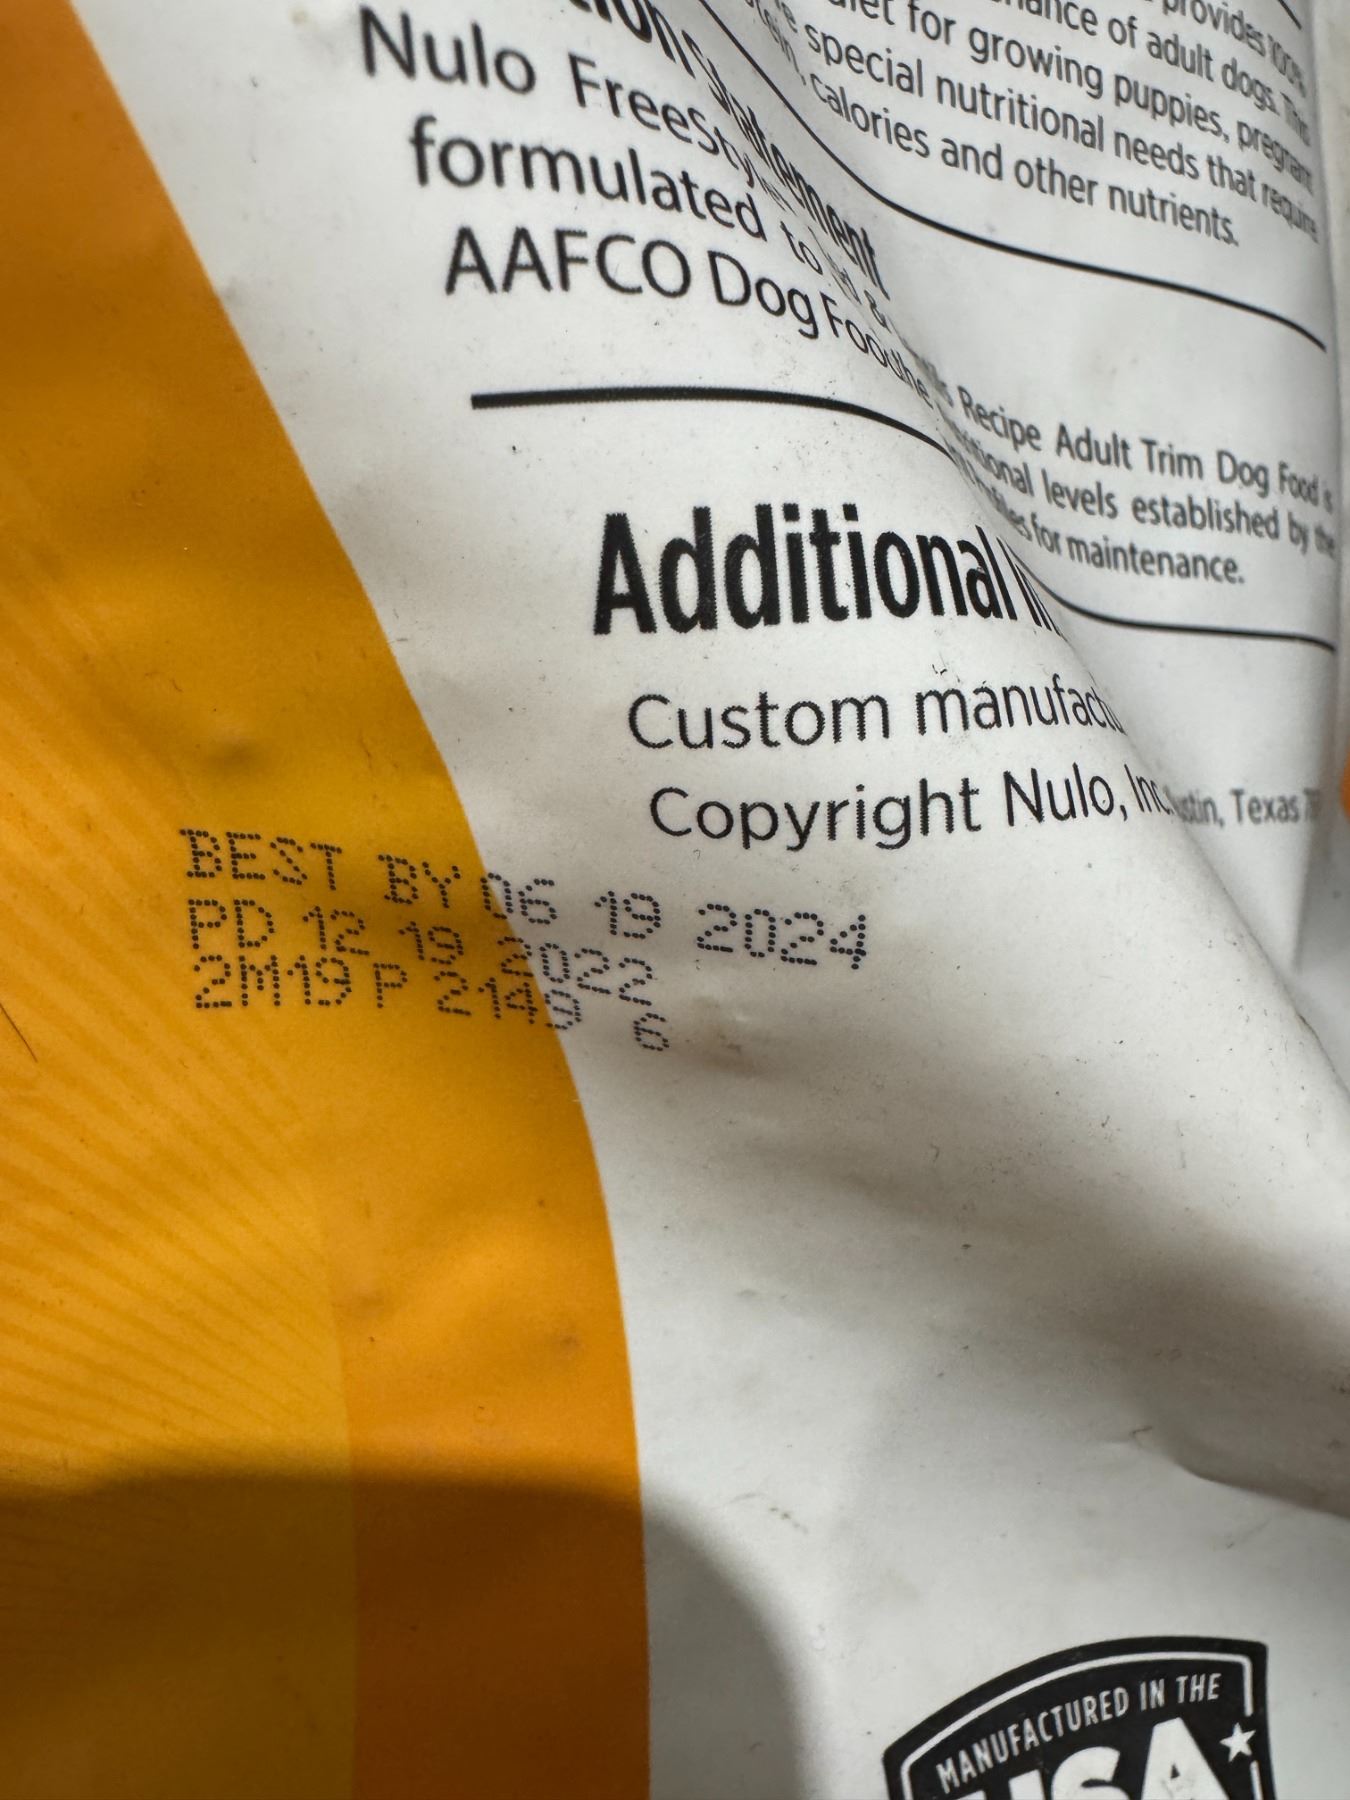 provides 100%
of adult dogs. This
diet for growing puppies, pregnant
special nutritional needs that require
calories and other nutrients.
Statement
Nulo FreeStyle
formulated to
AAFCO Dog Food
Recipe Adult Trim Dog Food is
levels established by the
for maintenance.
Additional
Custom
Copyright Nulo, Inc.
Texas
BEST BY 06 19 2024
PD 12 19 2022
2M19 P 2149 6
MANUFACTURED IN THE
USA